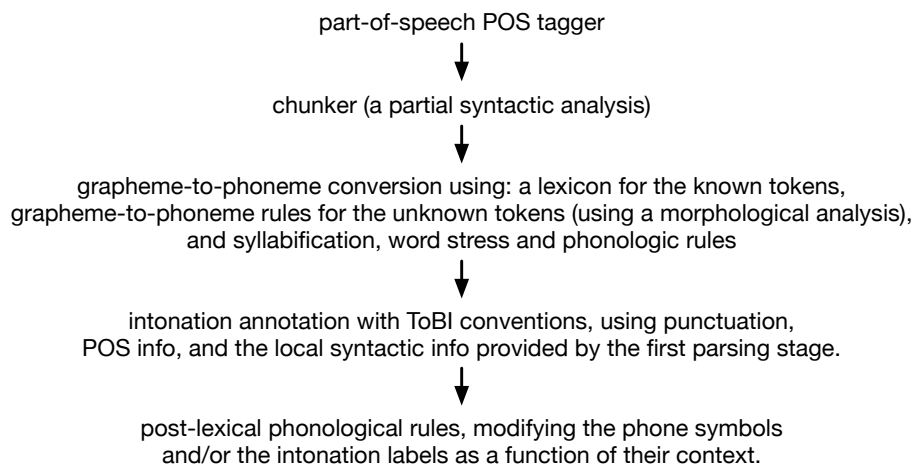 part-of-speech POS tagger
chunker (a partial syntactic analysis)
grapheme-to-phoneme conversion using: a lexicon for the known tokens,
grapheme-to-phoneme rules for the unknown tokens (using a morphological analysis),
and syllabification, word stress and phonologic rules
intonation annotation with ToBI conventions, using punctuation,
POS info, and the local syntactic info provided by the first parsing stage.
post-lexical phonological rules, modifying the phone symbols
and/or the intonation labels as a function of their context.